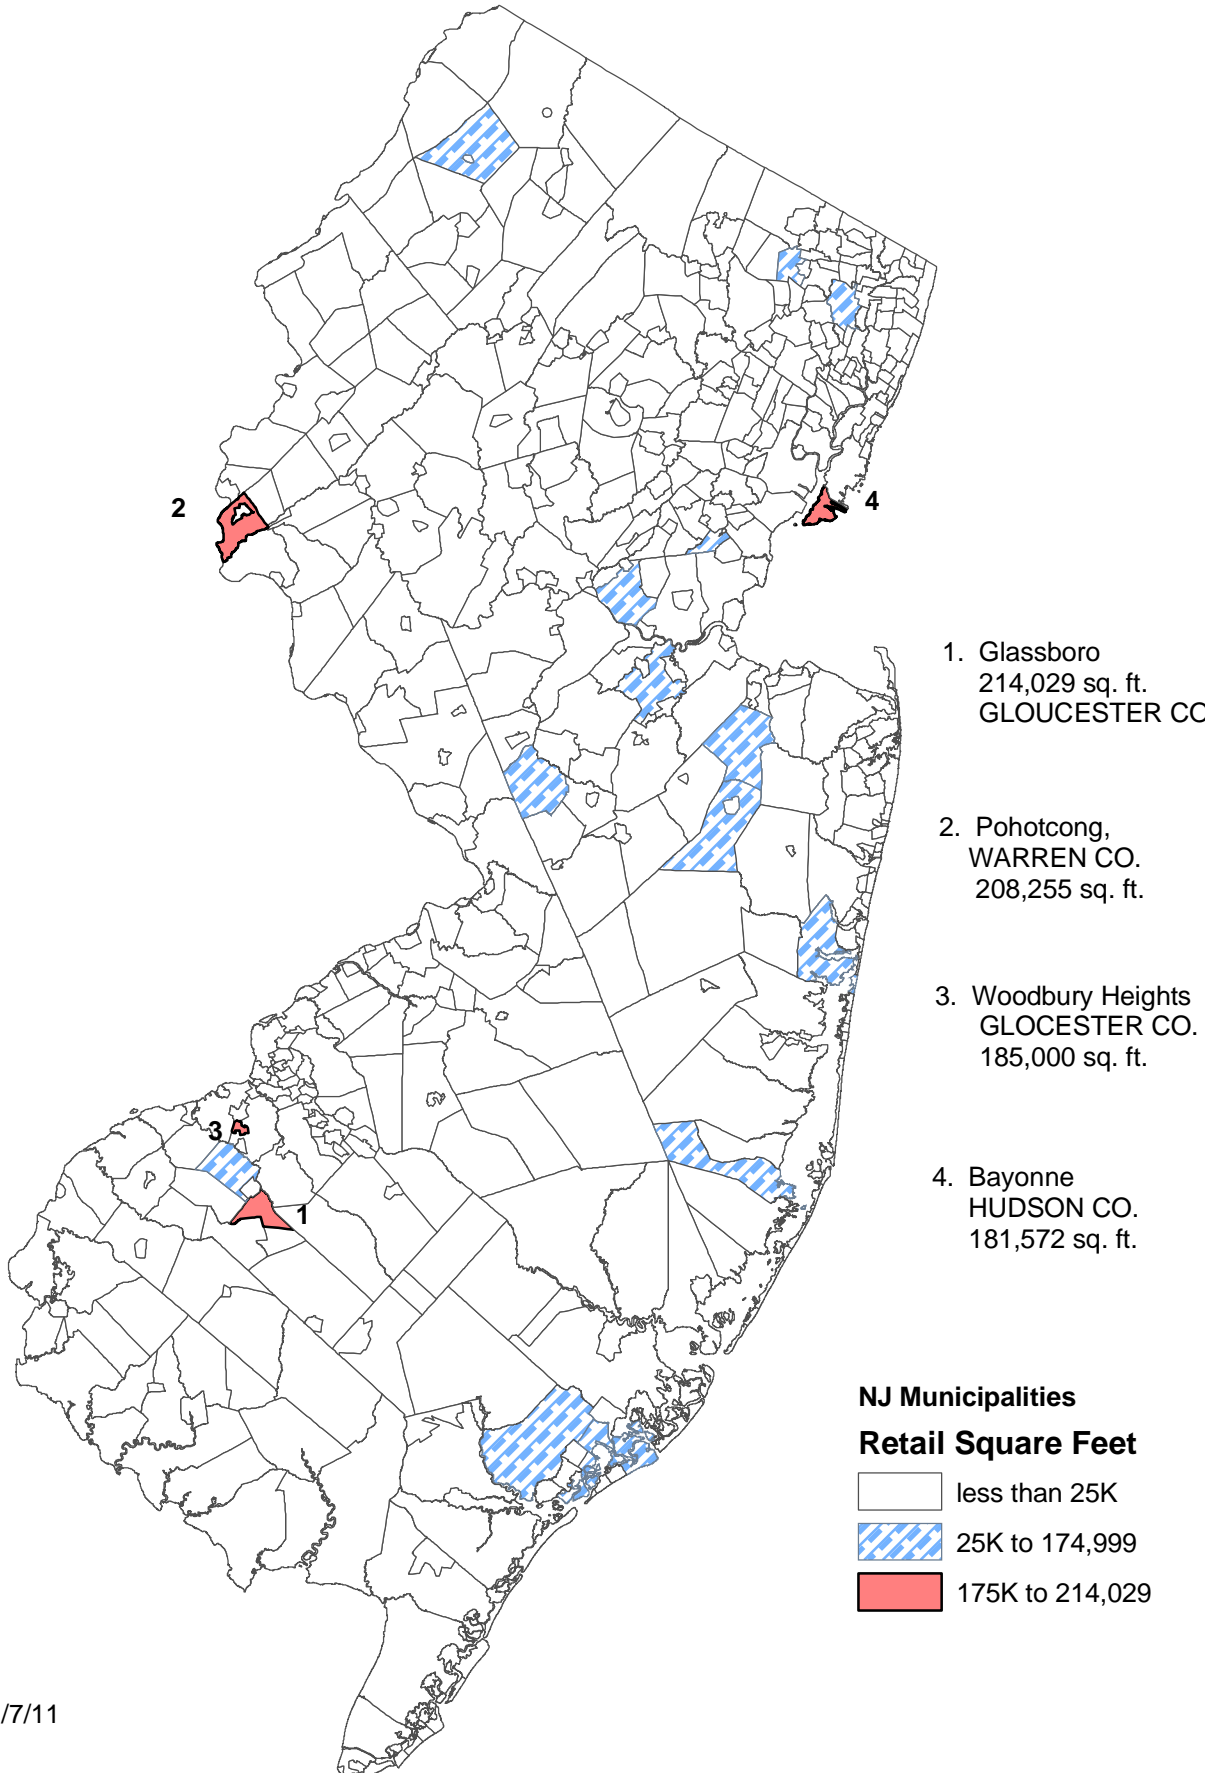 2
4
1. Glassboro
214,029 sq. ft.
GLOUCESTER CO
2. Pohotcong,
WARREN CO.
208,255 sq. ft.
3. Woodbury Heights
GLOCESTER CO.
185,000 sq. ft.
3
1
4. Bayonne
HUDSON CO.
181,572 sq. ft.
NJ Municipalities
Retail Square Feet
less than 25K
25K to 174,999
175K to 214,029
/7/11